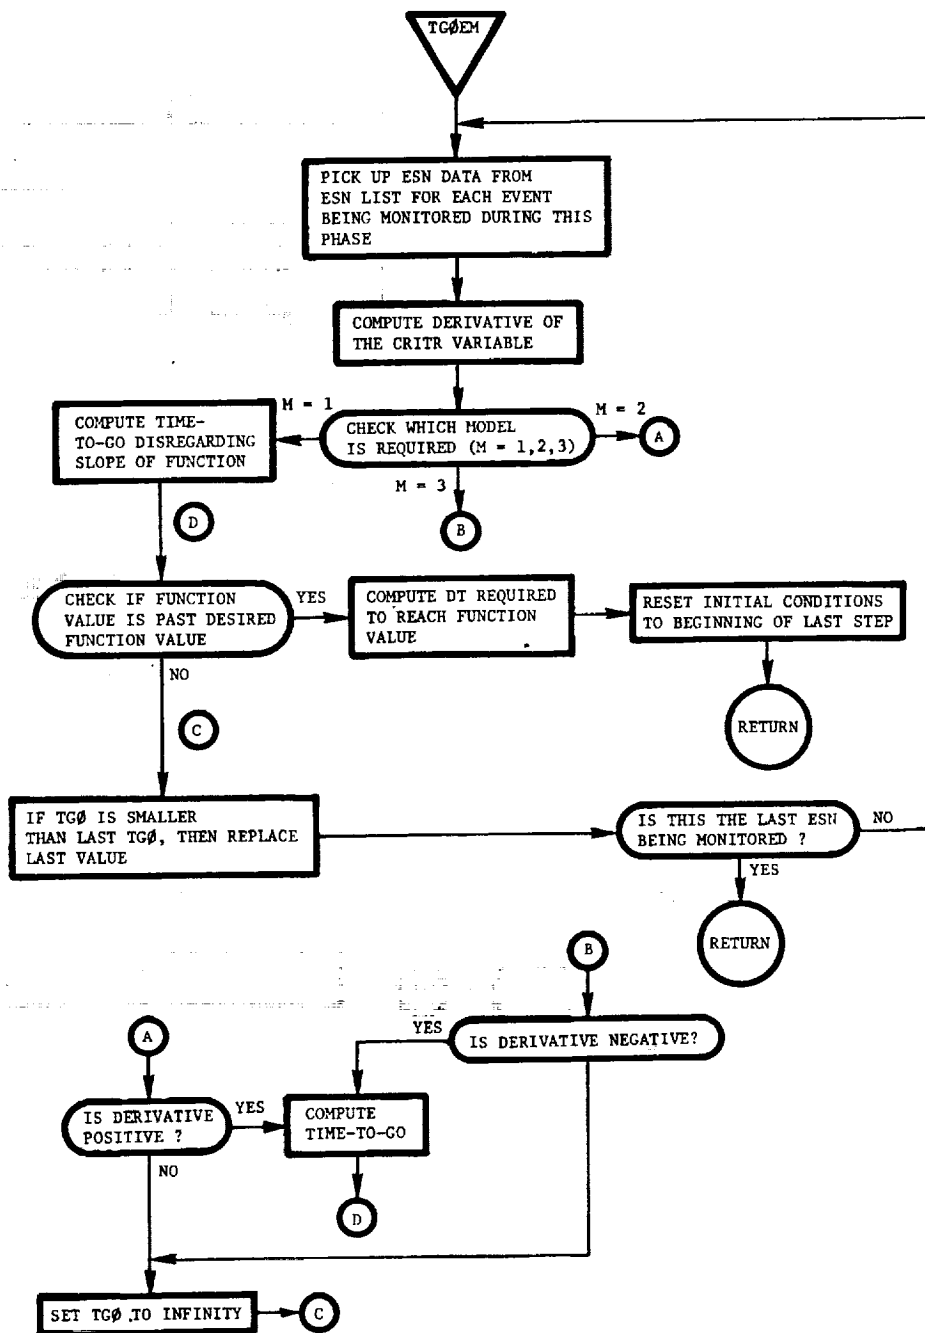 TGØEM
PICK UP ESN DATA FROM
ESN LIST FOR EACH EVENT
BEING MONITORED DURING THIS
PHASE
COMPUTE DERIVATIVE OF
THE CRITR VARIABLE
M = 1
M = 2
COMPUTE TIME-
TO-GO DISREGARDING
SLOPE OF FUNCTION
CHECK WHICH MODEL
IS REQUIRED (M = 1,2,3)
A
M = 3
D
B
CHECK IF FUNCTION
VALUE IS PAST DESIRED
FUNCTION VALUE
YES
COMPUTE DT REQUIRED
TO REACH FUNCTION
VALUE
RESET INITIAL CONDITIONS
TO BEGINNING OF LAST STEP
NO
C
RETURN
IF TGØ IS SMALLER
THAN LAST TGØ, THEN REPLACE
LAST VALUE
IS THIS THE LAST ESN
BEING MONITORED ?
NO
YES
RETURN
B
YES
IS DERIVATIVE NEGATIVE?
A
IS DERIVATIVE
POSITIVE ?
YES
COMPUTE
TIME-TO-GO
NO
D
SET TGØ TO INFINITY
C